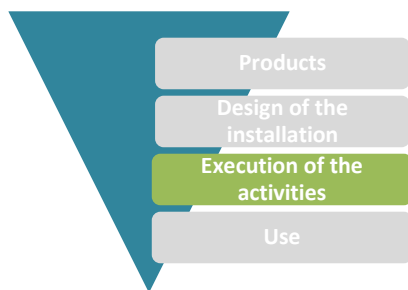 Products
Design of the
installation
Execution of the
activities
Use